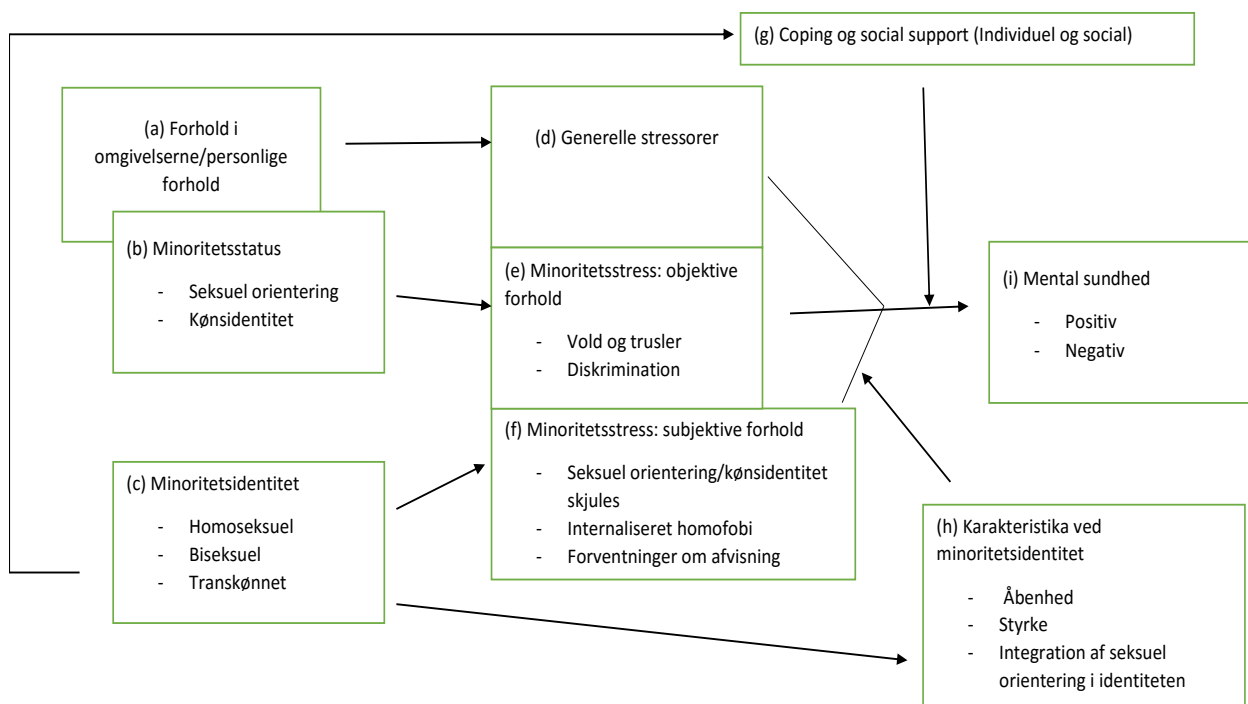 (g) Coping og social support (Individuel og social)
(a) Forhold i
omgivelserne/personlige
forhold
(d) Generelle stressorer
(b) Minoritetsstatus
- Seksuel orientering
- Kønsidentitet
(e) Minoritetsstress: objektive
forhold
- Vold og trusler
- Diskrimination
(i) Mental sundhed
- Positiv
- Negativ
(f) Minoritetsstress: subjektive forhold
- Seksuel orientering/kønsidentitet
skjules
- Internaliseret homofobi
- Forventninger om afvisning
(c) Minoritetsidentitet
- Homoseksuel
- Biseksuel
- Transkønnet
(h) Karakteristika ved
minoritetsidentitet
- Åbenhed
- Styrke
- Integration af seksuel
orientering i identiteten